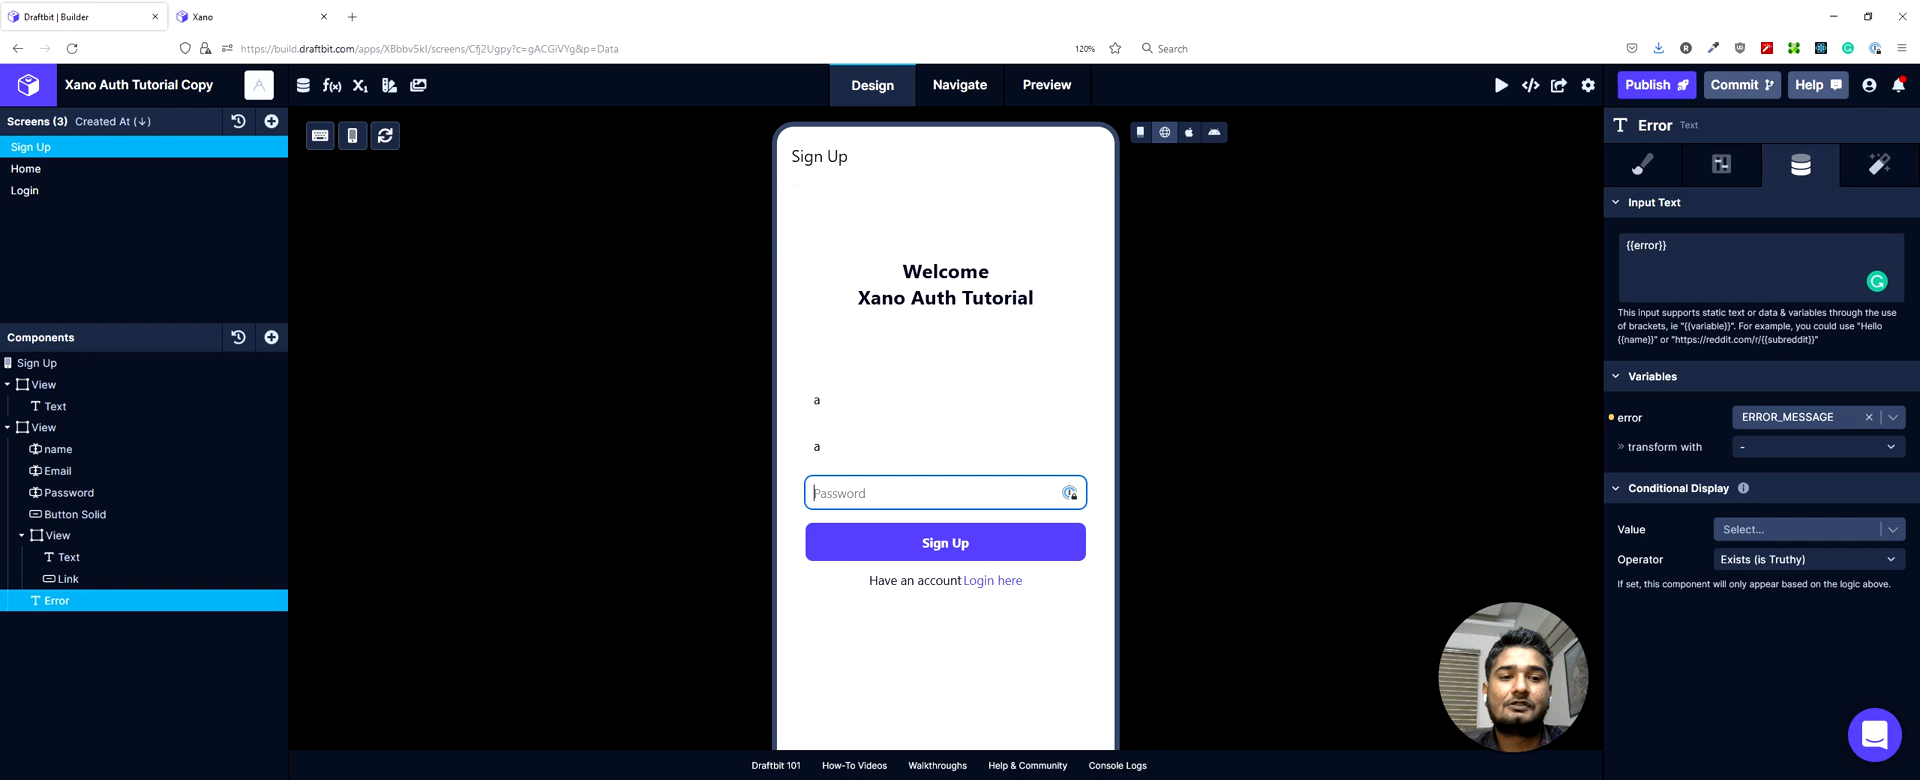 Draftbit | Builder
Xano
https://build.draftbit.com/apps/XBbbv5kI/screens/Cfj2Ugpy?c=gACGiVYg&p=Data
120%
Search
Xano Auth Tutorial Copy
Design
Navigate
Preview
Publish
Commit
Help
Screens (3) Created At (↓)
Sign Up
Home
Login
Components
Sign Up
View
Text
View
name
Email
Password
Button Solid
View
Text
Link
Error
Sign Up
Welcome
Xano Auth Tutorial
a
a
Password
Sign Up
Have an account Login here
Error Text
Input Text
{{error}}
This input supports static text or data & variables through the use
of brackets, ie "{{variable}}". For example, you could use "Hello
{{name}}" or "https://reddit.com/r/{{subreddit}}"
Variables
error
ERROR_MESSAGE
transform with
-
Conditional Display
Value
Select...
Operator
Exists (is Truthy)
If set, this component will only appear based on the logic above.
Draftbit 101
How-To Videos
Walkthroughs
Help & Community
Console Logs